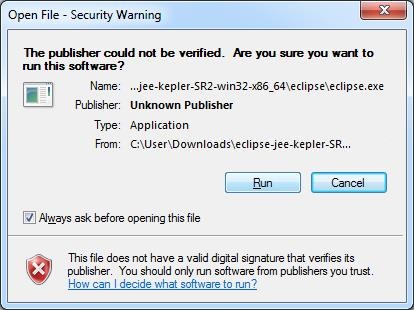 Open File - Security Warning
The publisher could not be verified.  Are you sure you want to
run this software?
Name: ...jee-kepler-SR2-win32-x86_64\eclipse\eclipse.exe
Publisher: Unknown Publisher
Type: Application
From: C:\User\Downloads\eclipse-jee-kepler-SR...
Run Cancel
Always ask before opening this file
This file does not have a valid digital signature that verifies its
publisher.  You should only run software from publishers you trust.
How can I decide what software to run?